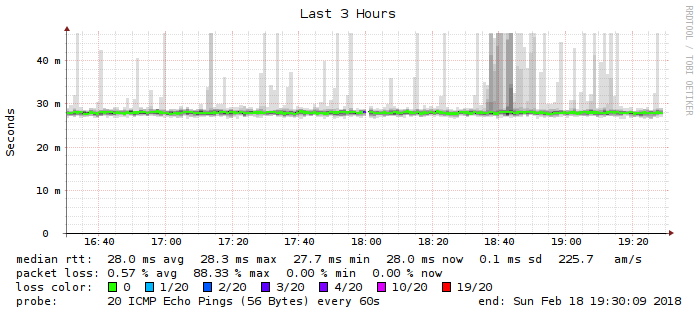 Last 3 Hours
RRDTOOL / TOBI OETIKER
Seconds
40 m
30 m
20 m
10 m
0
16:40 17:00 17:20 17:40 18:00 18:20 18:40 19:00 19:20
median rtt: 28.0 ms avg 28.3 ms max 27.7 ms min 28.0 ms now 0.1 ms sd 225.7 am/s
packet loss: 0.57 % avg 88.33 % max 0.00 % min 0.00 % now
loss color: 0 1/20 2/20 3/20 4/20 10/20 19/20
probe: 20 ICMP Echo Pings (56 Bytes) every 60s end: Sun Feb 18 19:30:09 2018